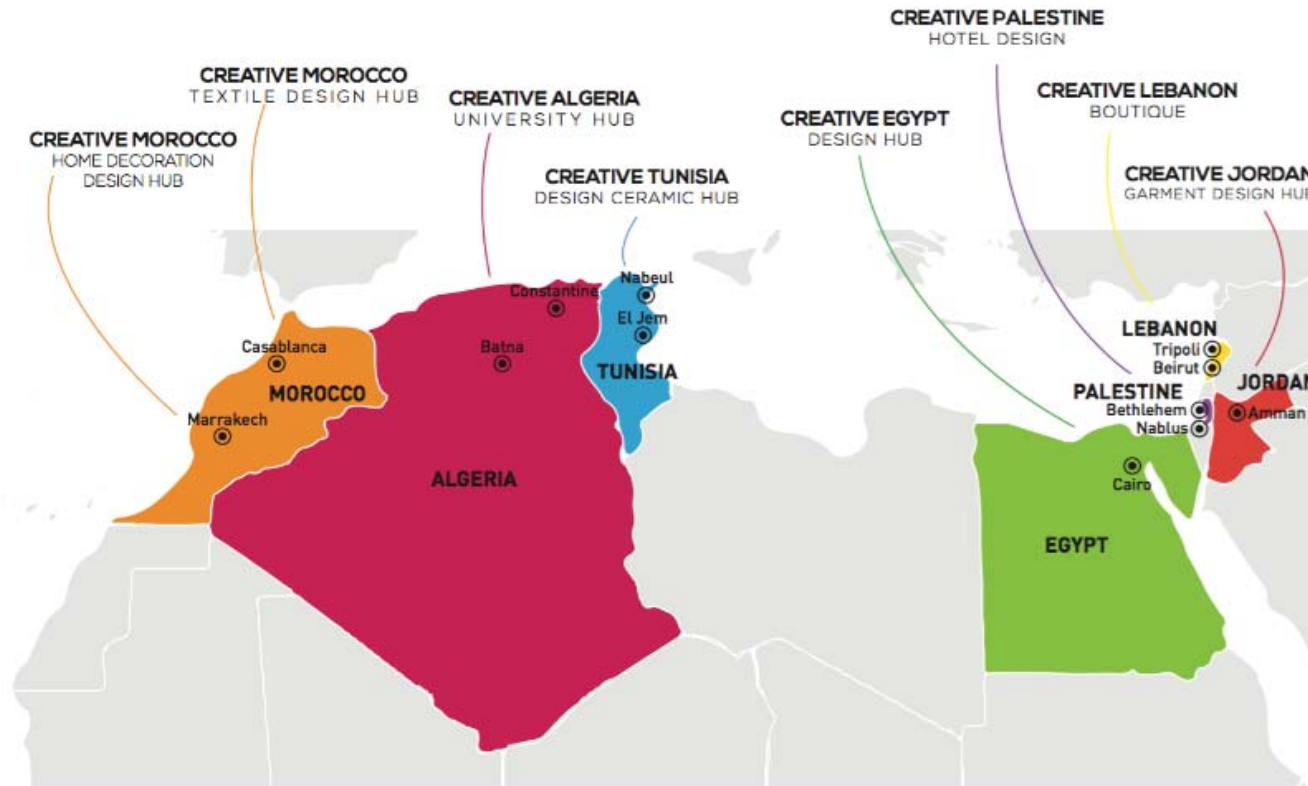 CREATIVE PALESTINE
HOTEL DESIGN
CREATIVE MOROCCO
TEXTILE DESIGN HUB
CREATIVE ALGERIA
UNIVERSITY HUB
CREATIVE LEBANON
BOUTIQUE
CREATIVE EGYPT
DESIGN HUB
CREATIVE MOROCCO
HOME DECORATION
DESIGN HUB
CREATIVE TUNISIA
DESIGN CERAMIC HUB
CREATIVE JORDAN
GARMENT DESIGN HUB
Nabeul
Constantine
El Jem
Casablanca
Batna
TUNISIA
MOROCCO
Marrakech
ALGERIA
LEBANON
Tripoli
Beirut
PALESTINE
JORDAN
Bethlehem
Amman
Nablus
Cairo
EGYPT